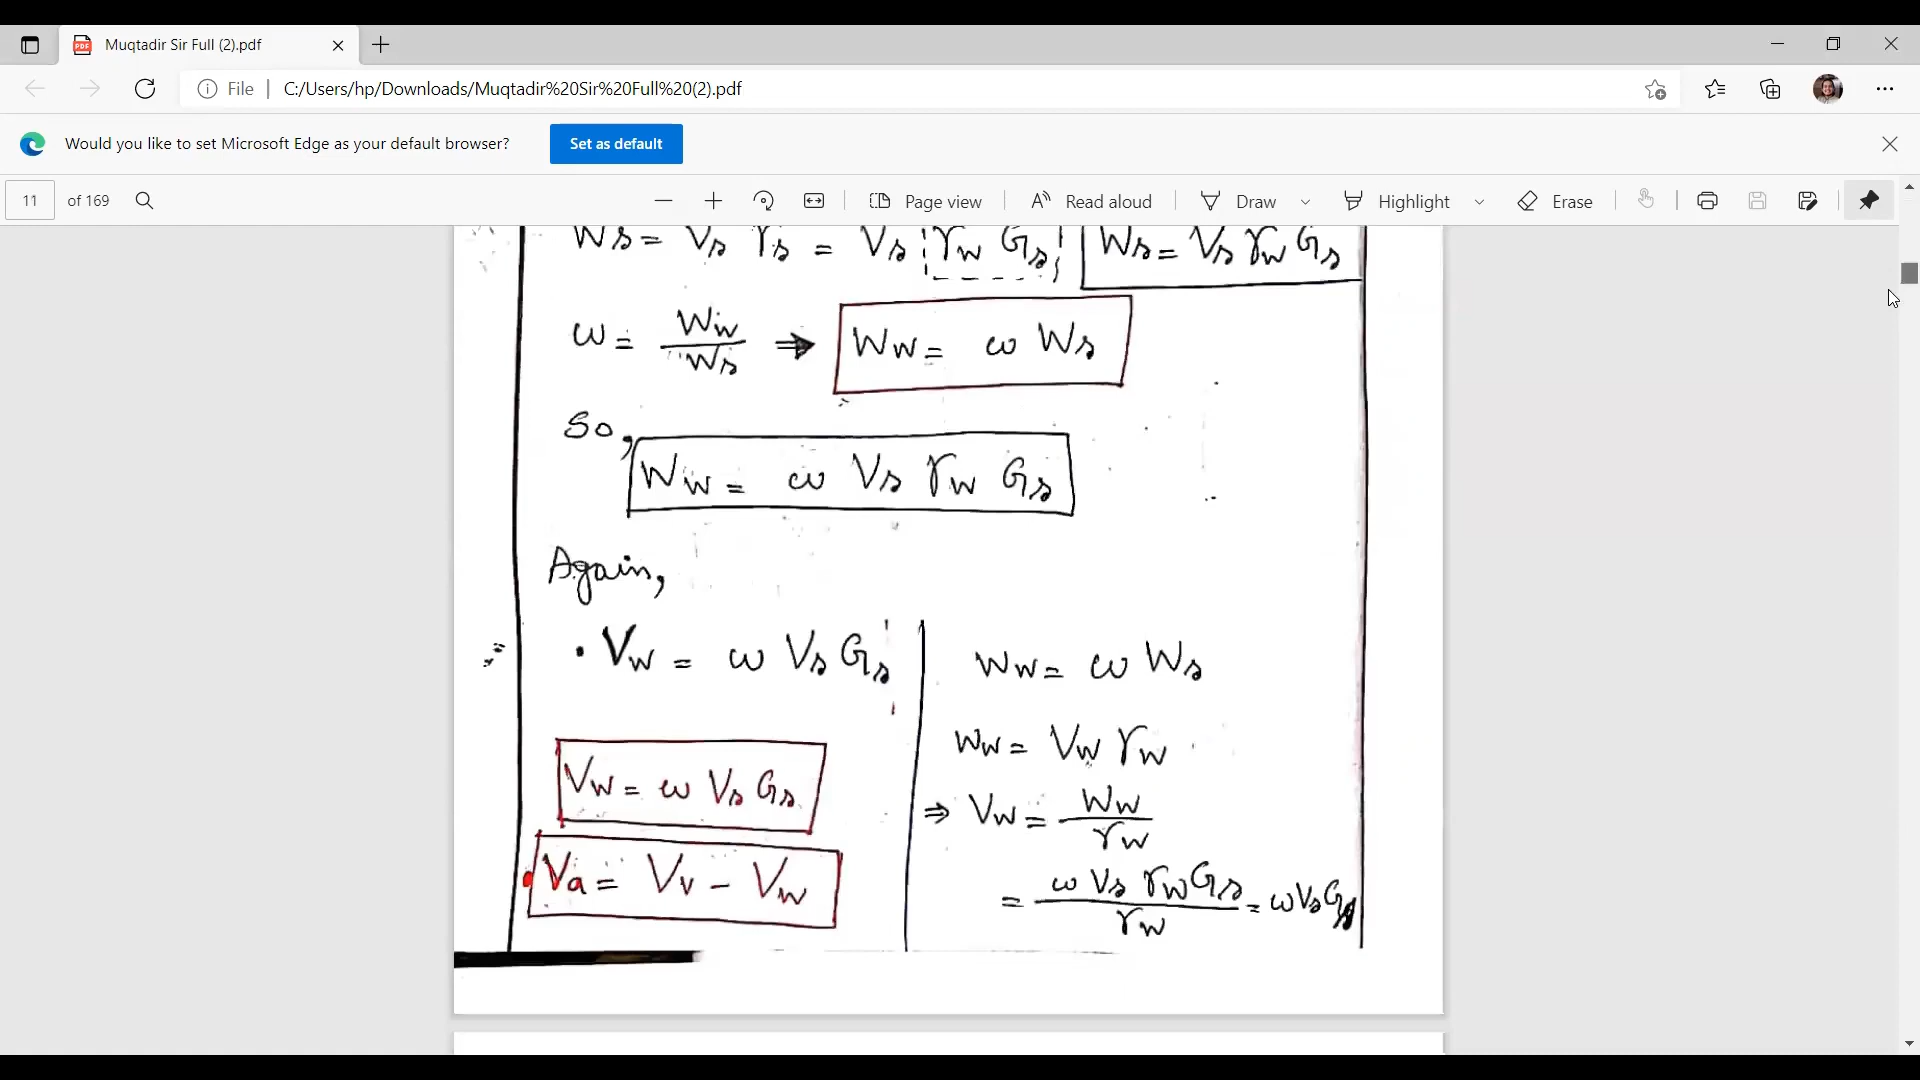 Muqtadir Sir Full (2).pdf
File | C:/Users/hp/Downloads/Muqtadir%20Sir%20Full%20(2).pdf
Would you like to set Microsoft Edge as your default browser? Set as default
11 of 169 Page view Read aloud Draw Highlight Erase
Ws = Vs γs = Vs γw Gs Ws = Vs γw Gs
ω = Ww/Ws ⇒ Ww = ω Ws
So,
Ww = ω Vs γw Gs
Again,
• Vw = ω Vs Gs
Vw = ω Vs Gs
• Va = Vv - Vw
Ww = ω Ws
Ww = Vw γw
⇒ Vw = Ww/γw
= ω Vs γw Gs/γw = ω Vs Gs